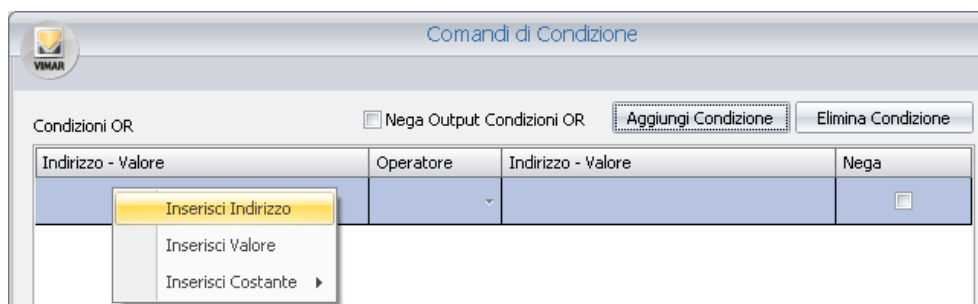 Comandi di Condizione
VIMAR
Condizioni OR Nega Output Condizioni OR Aggiungi Condizione Elimina Condizione
Indirizzo - Valore Operatore Indirizzo - Valore Nega
Inserisci Indirizzo
Inserisci Valore
Inserisci Costante